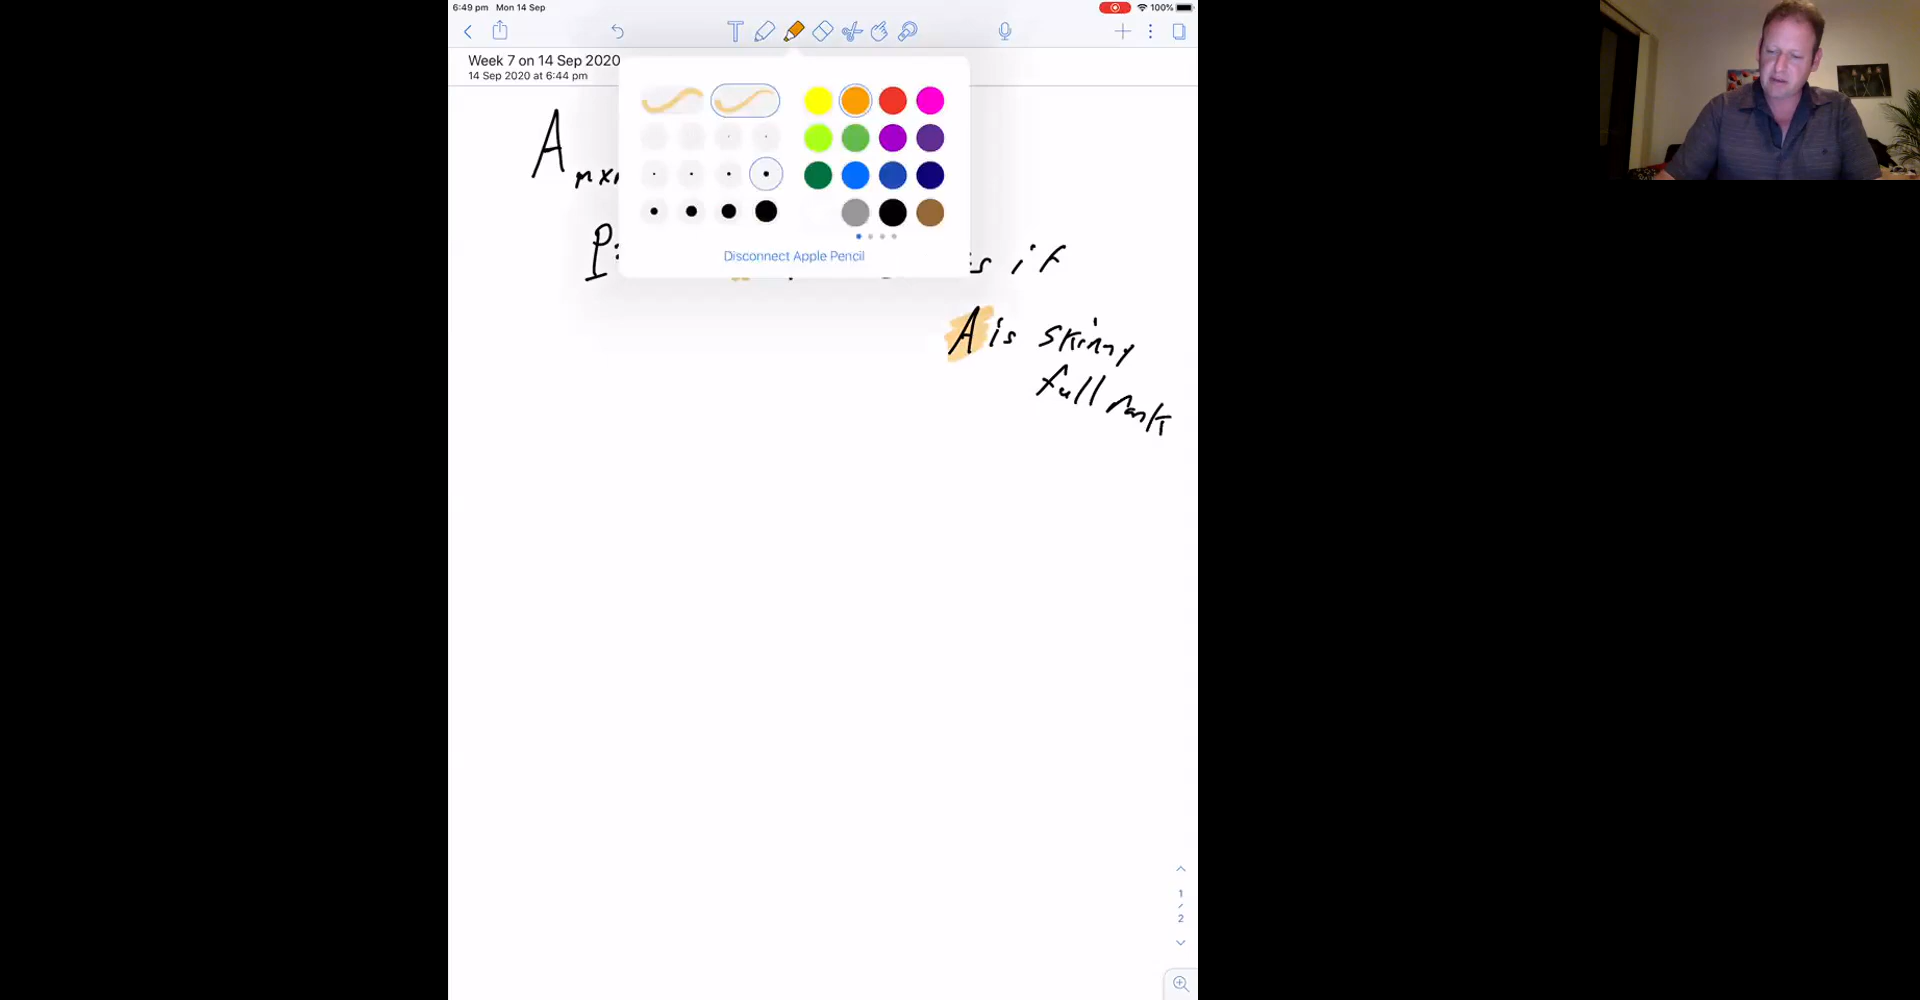 6:49 pm Mon 14 Sep
100%
T
Week 7 on 14 Sep 2020
14 Sep 2020 at 6:44 pm
A
Disconnect Apple Pencil
if
A is skinny
full rank
1
/
2